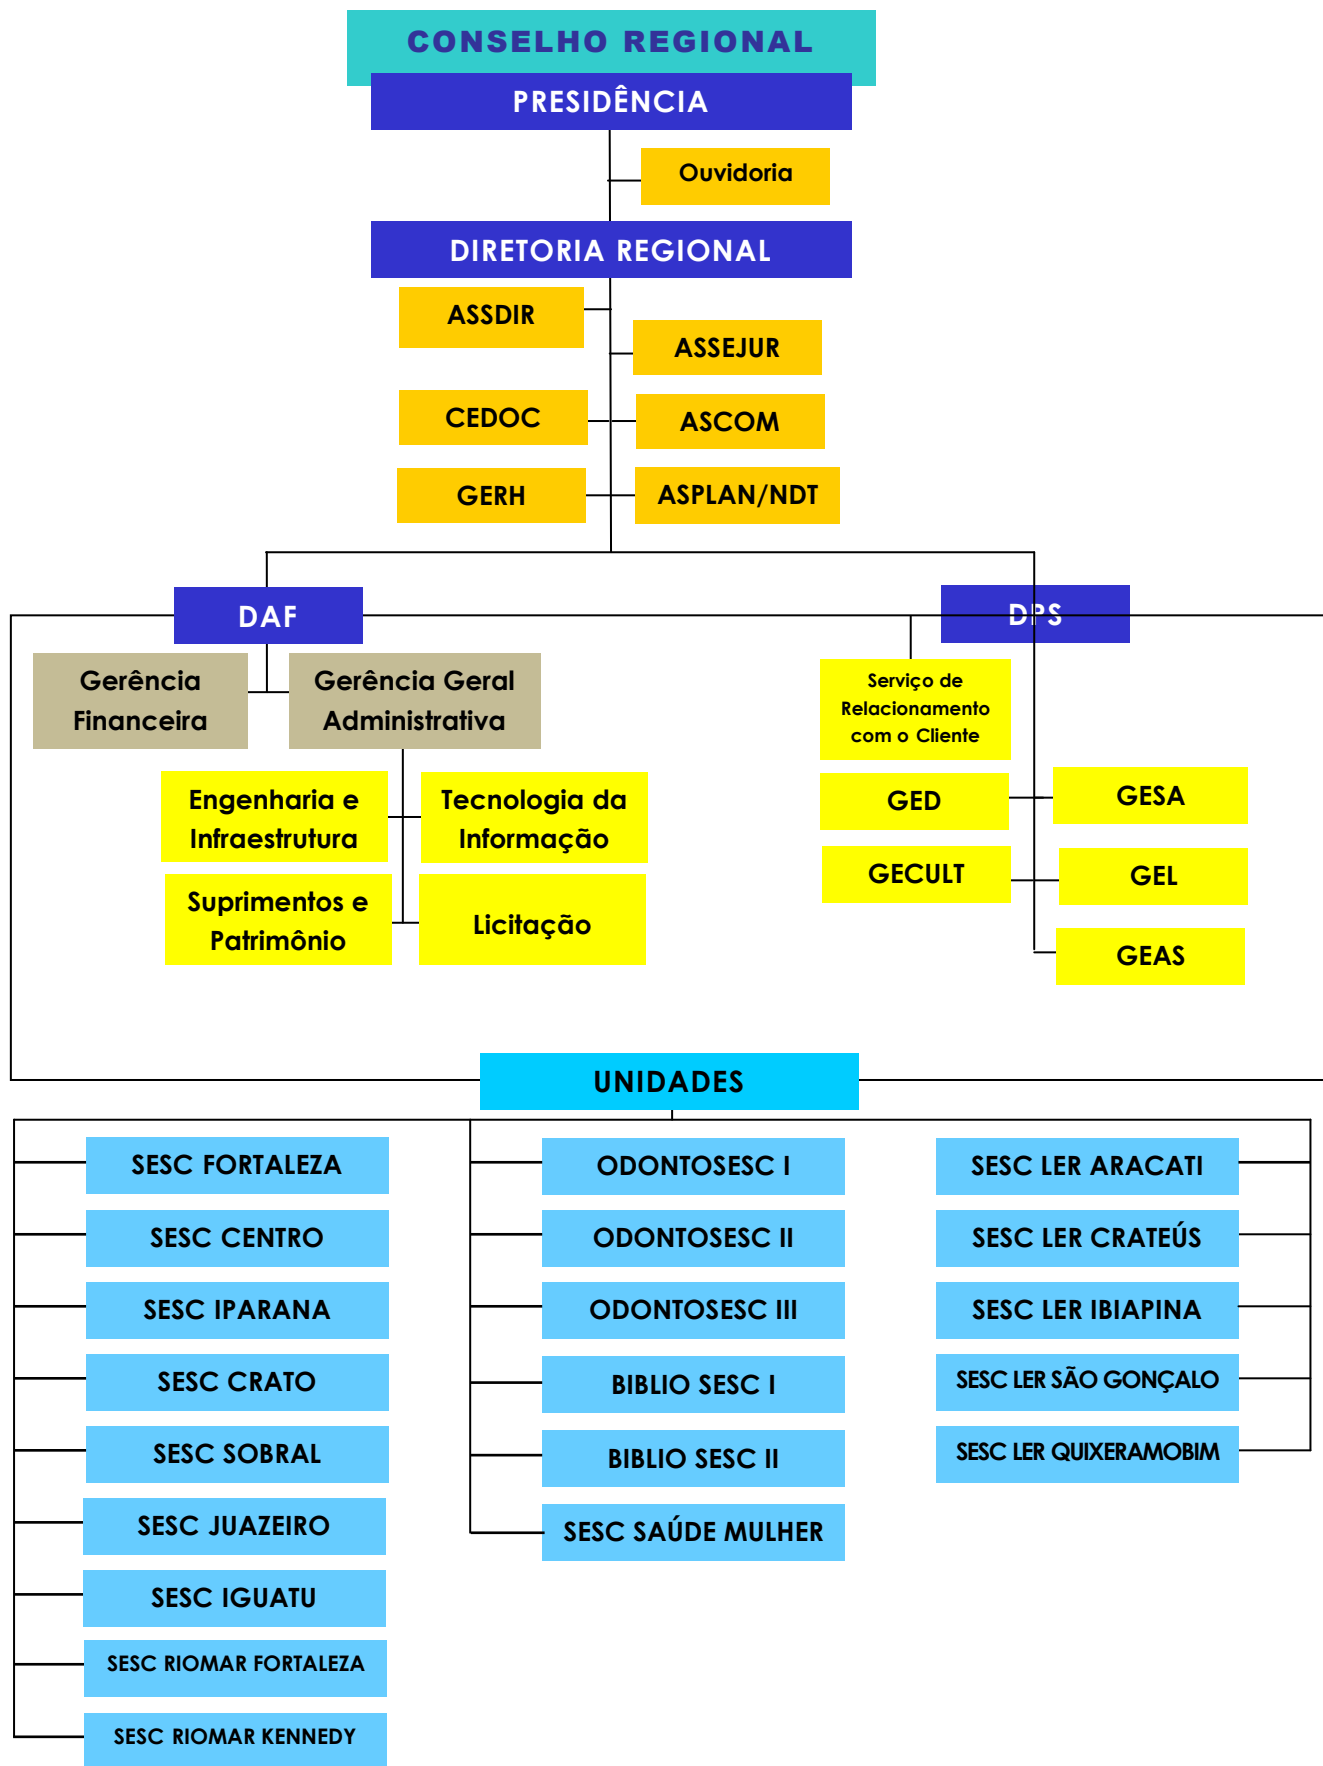 CONSELHO REGIONAL
PRESIDÊNCIA
Ouvidoria
DIRETORIA REGIONAL
ASSDIR
ASSEJUR
CEDOC
ASCOM
GERH
ASPLAN/NDT
DAF
DPS
Gerência
Financeira
Gerência Geral
Administrativa
Serviço de
Relacionamento
com o Cliente
Engenharia e
Infraestrutura
Tecnologia da
Informação
GED
GESA
Suprimentos e
Patrimônio
Licitação
GECULT
GEL
GEAS
UNIDADES
SESC FORTALEZA
SESC CENTRO
SESC IPARANA
SESC CRATO
SESC SOBRAL
SESC JUAZEIRO
SESC IGUATU
SESC RIOMAR FORTALEZA
SESC RIOMAR KENNEDY
ODONTOSESC I
ODONTOSESC II
ODONTOSESC III
BIBLIO SESC I
BIBLIO SESC II
SESC SAÚDE MULHER
SESC LER ARACATI
SESC LER CRATEÚS
SESC LER IBIAPINA
SESC LER SÃO GONÇALO
SESC LER QUIXERAMOBIM